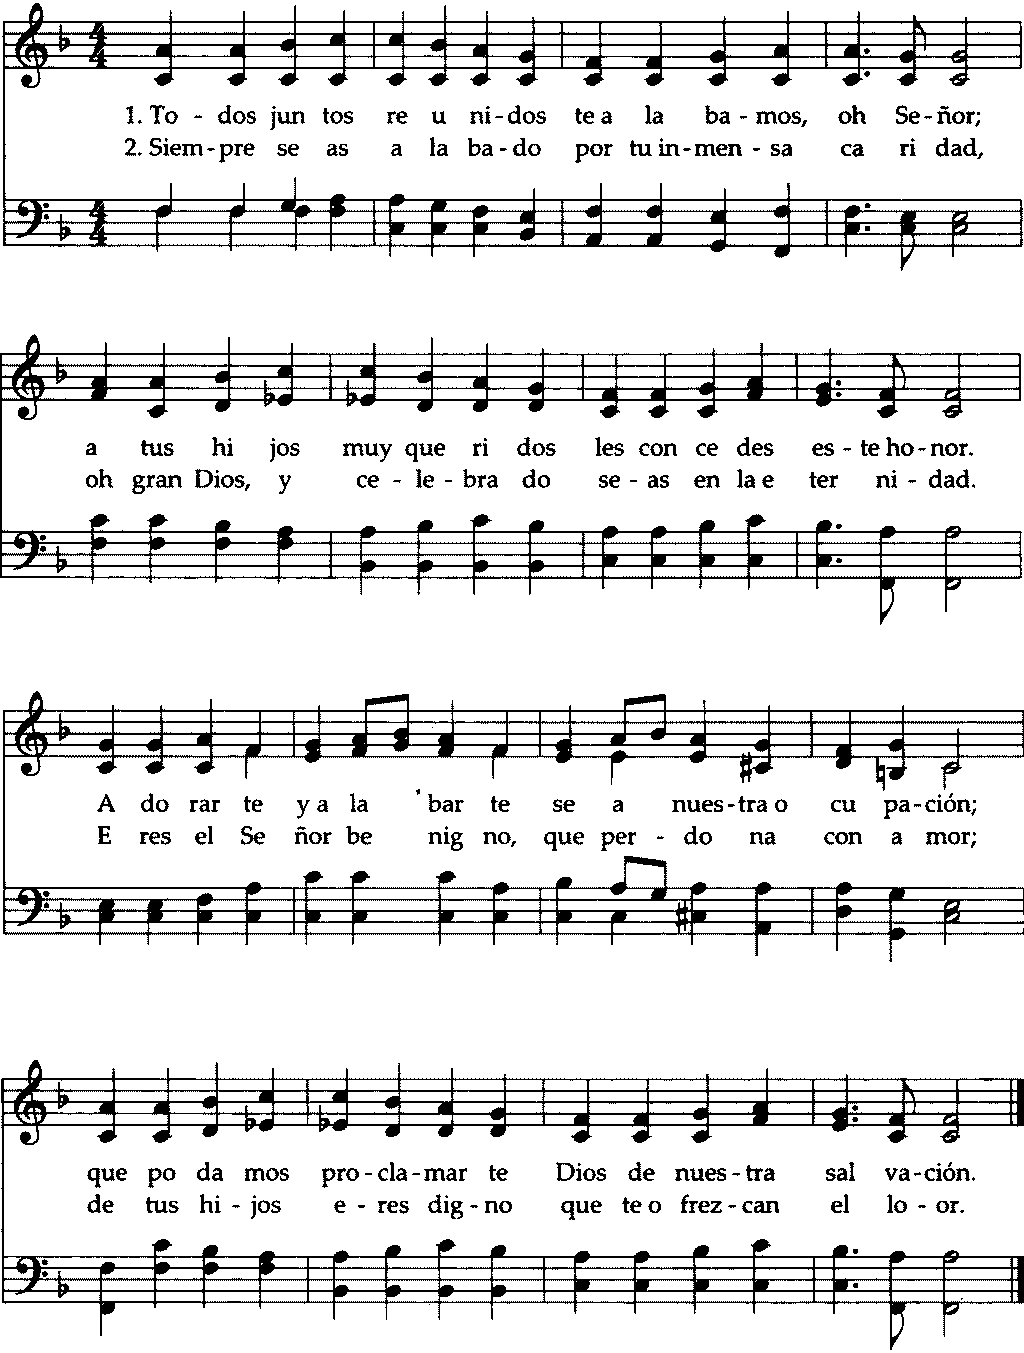 1. To - dos jun tos re u ni - dos te a la ba - mos, oh Se - ñor;
2. Siem - pre se as a la ba - do por tu in - men - sa ca ri dad,
a tus hi jos muy que ri dos les con ce des es - te ho - nor.
oh gran Dios, y ce - le - bra do se - as en la e ter ni - dad.
A do rar te y a la bar te se a nues - tra o cu pa - ción;
E res el Se ñor be nig no, que per - do na con a mor;
que po da mos pro - cla - mar te Dios de nues - tra sal va - ción.
de tus hi - jos e - res dig - no que te o frez - can el lo - or.